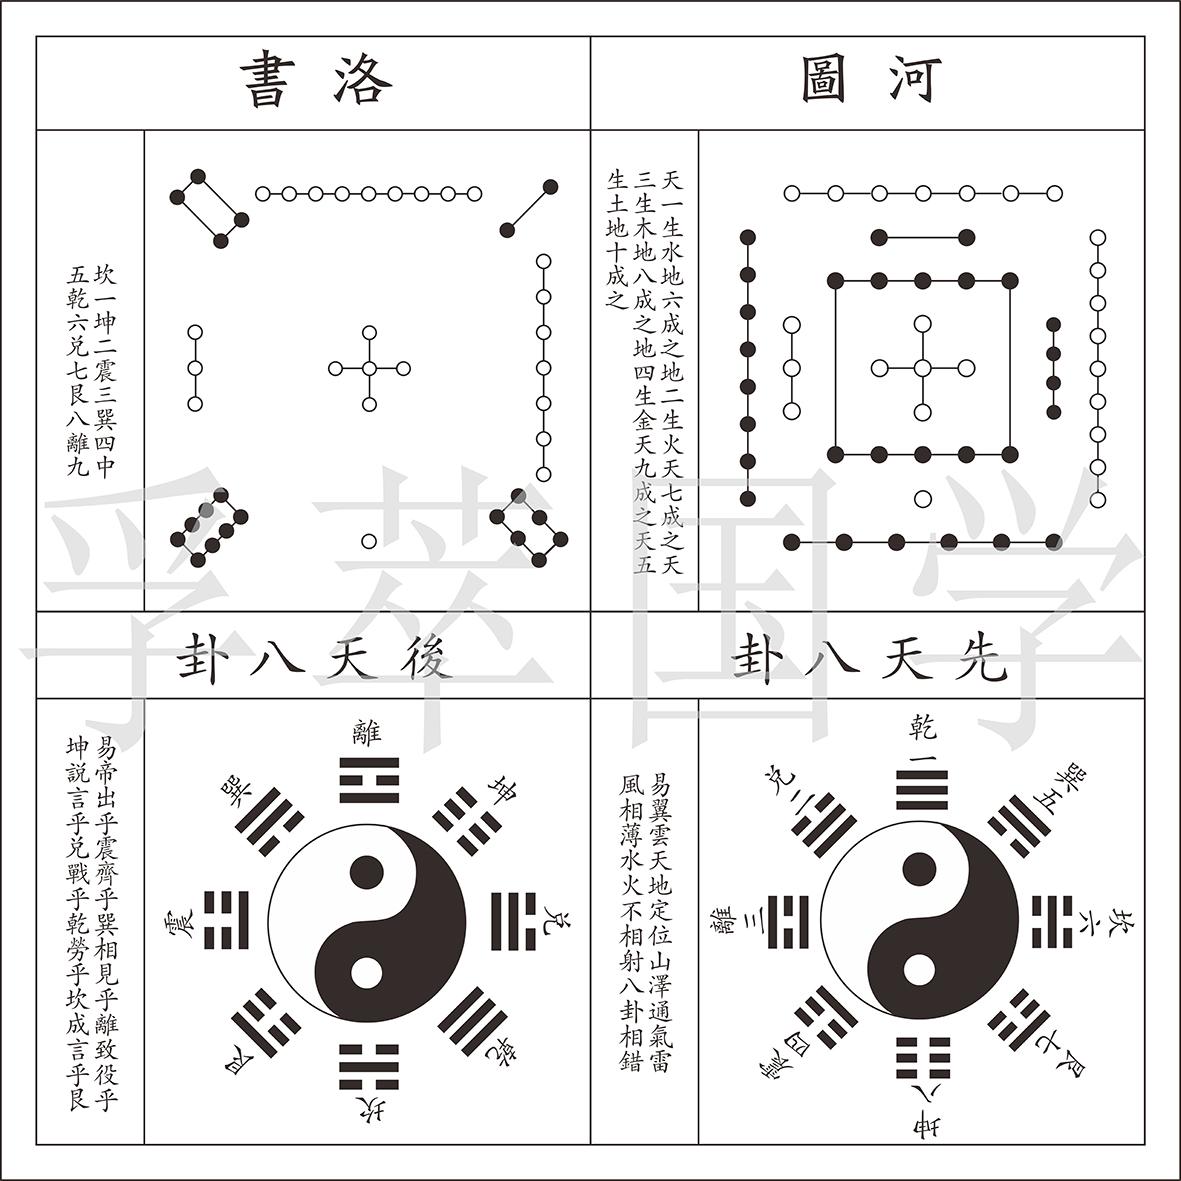 河圖
天一生水地六成之地二生火天七成之天
三生木地八成之地四生金天九成之天五
生土地十成之
洛書
坎一坤二震三巽四中
五乾六兌七艮八離九
先天八卦
易翼雲天地定位山澤通氣雷
風相薄水火不相射八卦相錯
乾一
兌二
離三
震四
巽五
坎六
艮七
坤八
後天八卦
易帝出乎震齊乎巽相見乎離致役乎
坤説言乎兌戰乎乾勞乎坎成言乎艮
離
坤
兌
乾
坎
艮
震
巽
孚萃国学